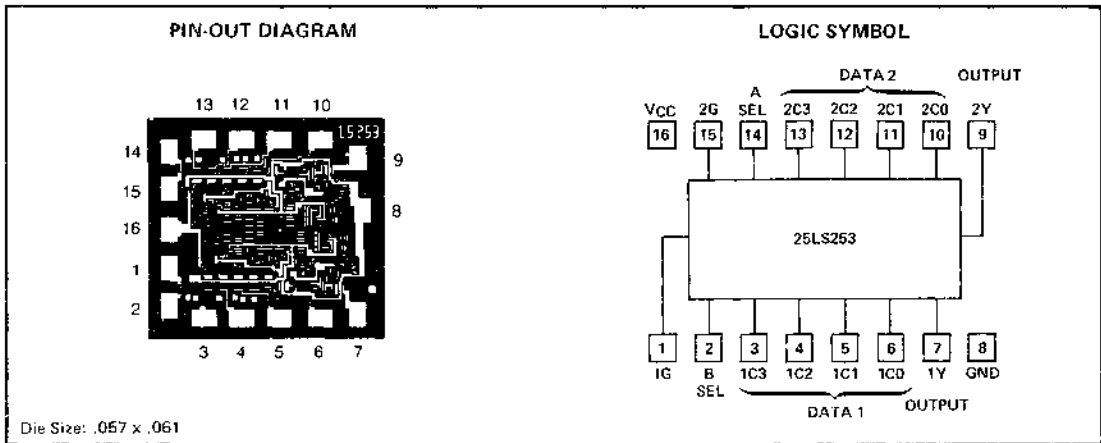 PIN-OUT DIAGRAM
13 12 11 10
LS253
14
9
15
8
16
1
2
3 4 5 6 7
Die Size: .057 x .061
LOGIC SYMBOL
DATA 2
OUTPUT
A
VCC 2G SEL 2C3 2C2 2C1 2C0 2Y
16 15 14 13 12 11 10 9
25LS253
1 2 3 4 5 6 7 8
1G B 1C3 1C2 1C1 1C0 1Y GND
SEL
DATA 1
OUTPUT